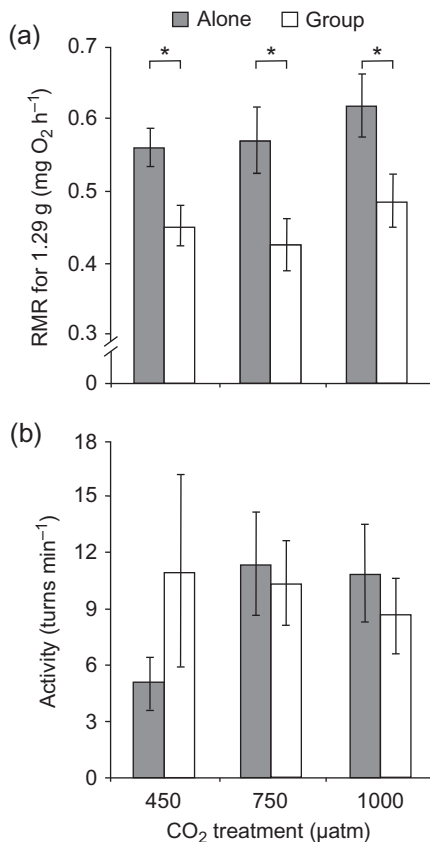 Alone Group
(a)
0.7
* * *
0.6
0.5
0.4
0.3
0
RMR for 1.29 g (mg O₂ h⁻¹)
(b)
18
15
12
9
6
3
0
Activity (turns min⁻¹)
450 750 1000
CO₂ treatment (µatm)